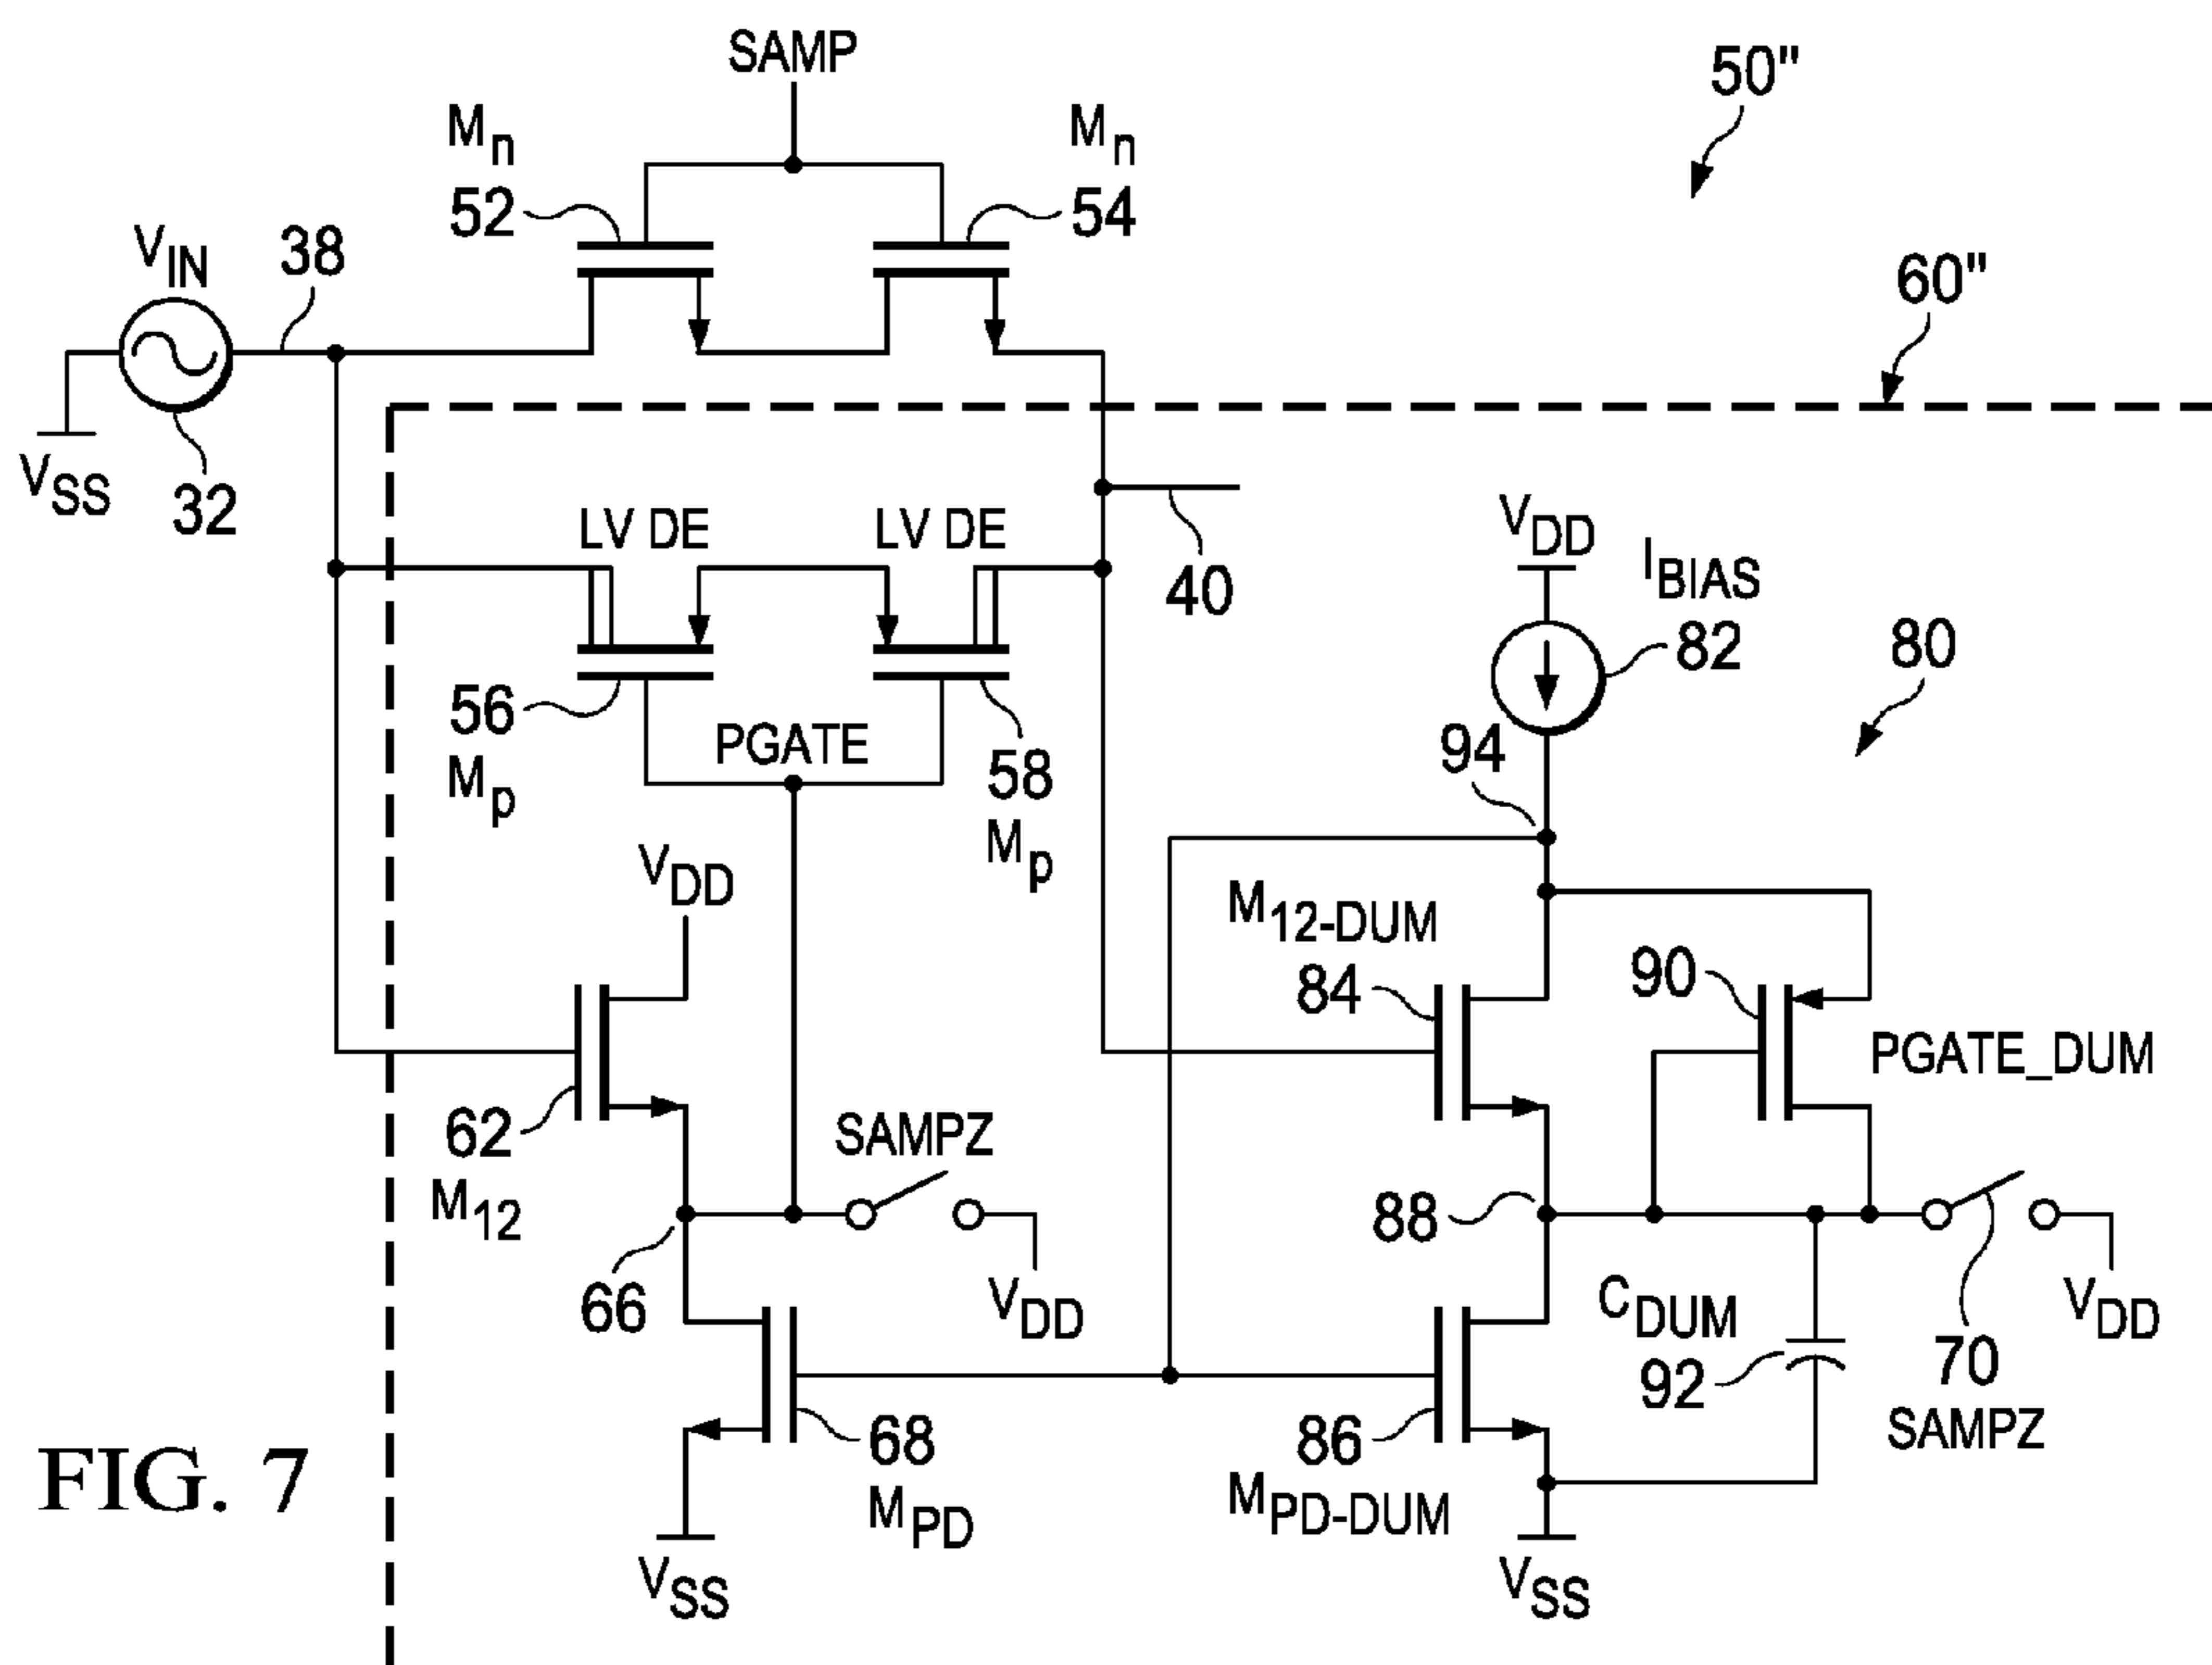 SAMP
50"
Mn
52
Mn
54
VIN
38
60"
VSS
32
LV DE
LV DE
40
VDD
IBIAS
82
80
56
Mp
PGATE
58
Mp
94
VDD
M12-DUM
84
90
PGATE_DUM
62
M12
SAMPZ
88
66
VDD
CDUM
92
70
SAMPZ
VDD
68
MPD
86
MPD-DUM
VSS
VSS
FIG. 7